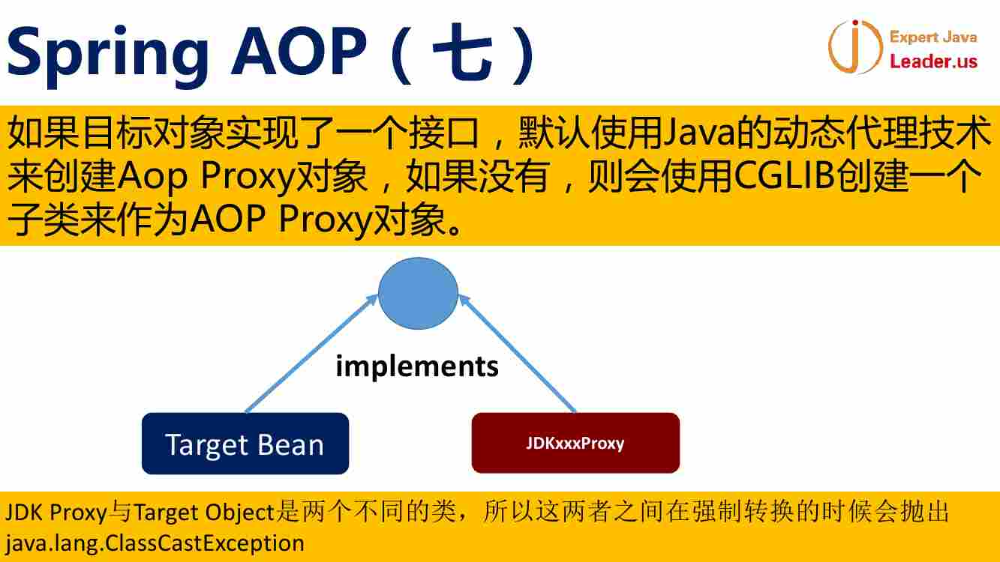 Spring AOP（七）
Expert Java
Leader.us
如果目标对象实现了一个接口，默认使用Java的动态代理技术
来创建Aop Proxy对象，如果没有，则会使用CGLIB创建一个
子类来作为AOP Proxy对象。
implements
Target Bean
JDKxxxProxy
JDK Proxy与Target Object是两个不同的类，所以这两者之间在强制转换的时候会抛出
java.lang.ClassCastException